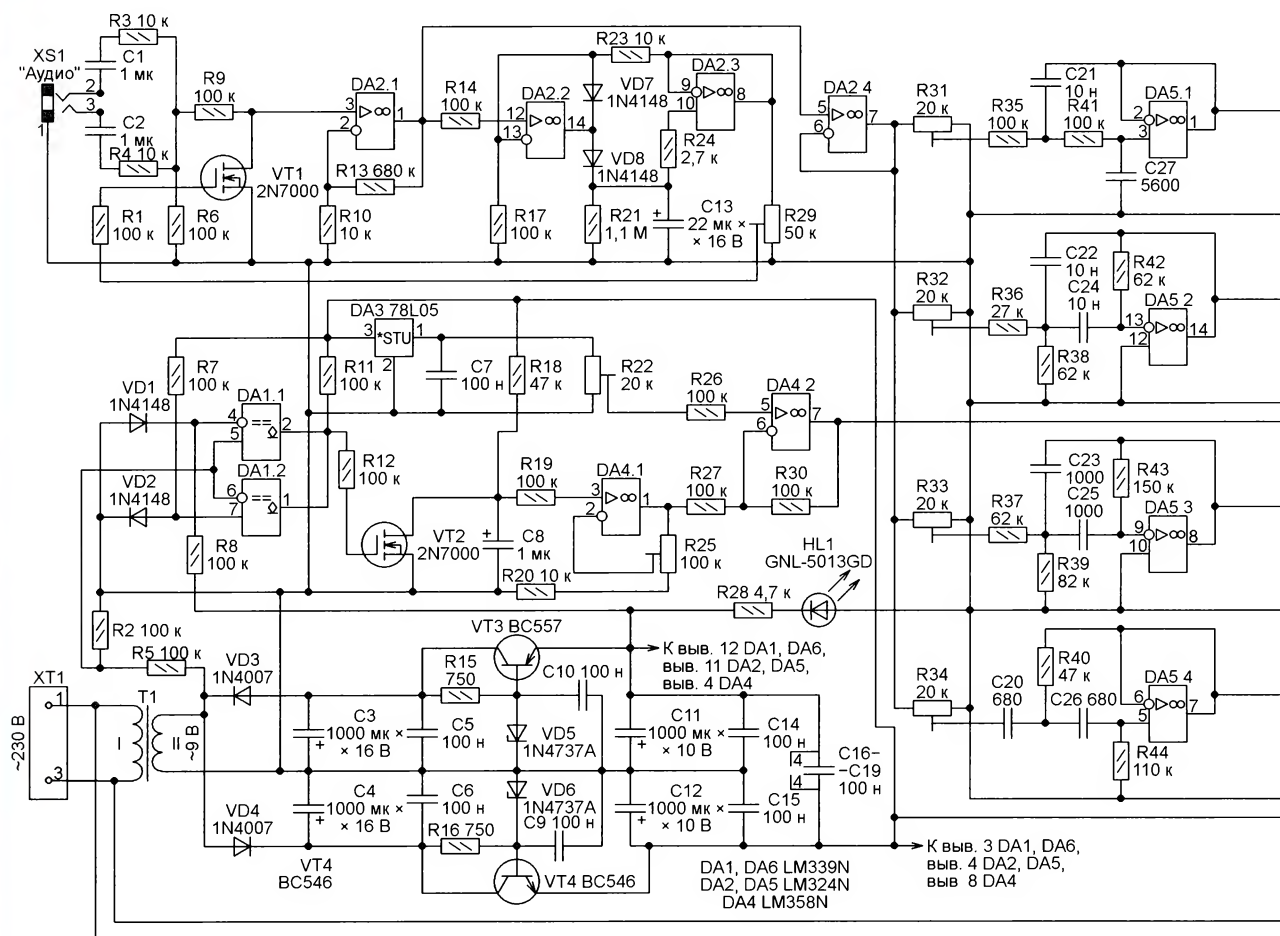 XS1
"Аудио"
2
3
1
R3 10 к
C1
1 мк
C2
1 мк
R4 10 к
R9
100 к
VT1
2N7000
R1
100 к
R6
100 к
DA2.1
3
2
1
▷∞
R13 680 к
R10
10 к
R14
100 к
DA2.2
12
13
14
▷∞
R17
100 к
R23 10 к
VD7
1N4148
VD8
1N4148
R21
1,1 М
DA2.3
9
10
8
▷∞
R24
2,7 к
C13
22 мк ×
× 16 В
R29
50 к
DA2 4
5
6
7
▷∞
R31
20 к
R35
100 к
C21
10 н
R41
100 к
DA5.1
2
3
1
▷∞
C27
5600
R32
20 к
R36
27 к
C22
10 н
C24
10 н
R42
62 к
DA5 2
13
12
14
▷∞
R38
62 к
R33
20 к
R37
62 к
C23
1000
C25
1000
R43
150 к
DA5 3
9
10
8
▷∞
R39
82 к
R34
20 к
C20
680
R40
47 к
C26 680
DA5 4
6
5
7
▷∞
R44
110 к
DA3 78L05
3
*STU
1
2
R7
100 к
VD1
1N4148
VD2
1N4148
DA1.1
4
5
==
2
DA1.2
6
7
==
1
R8
100 к
R11
100 к
R12
100 к
C7
100 н
R18
47 к
R22
20 к
VT2
2N7000
C8
1 мк
R19
100 к
DA4.1
3
2
1
▷∞
R20 10 к
R25
100 к
R26
100 к
R27
100 к
R30
100 к
DA4 2
5
6
7
▷∞
HL1
GNL-5013GD
R28 4,7 к
R2 100 к
R5 100 к
XT1
1
3
~230 В
T1
I
II
~9 В
VD3
1N4007
VD4
1N4007
C3
1000 мк ×
× 16 В
C4
1000 мк ×
× 16 В
C5
100 н
C6
100 н
R15
750
R16 750
VT3 BC557
VT4
BC546
VT4 BC546
C10 100 н
VD5
1N4737A
VD6
1N4737A
C9 100 н
C11
1000 мк ×
× 10 В
C12
1000 мк ×
× 10 В
C14
100 н
C15
100 н
4
4
C16–
–C19
100 н
К выв. 12 DA1, DA6,
выв. 11 DA2, DA5,
выв. 4 DA4
К выв. 3 DA1, DA6,
выв. 4 DA2, DA5,
выв 8 DA4
DA1, DA6 LM339N
DA2, DA5 LM324N
DA4 LM358N